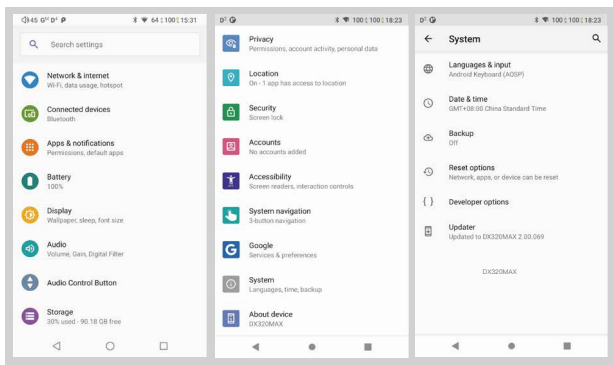 45 64 100 15:31
Search settings
Network & internet
Wi-Fi, data usage, hotspot
Connected devices
Bluetooth
Apps & notifications
Permissions, default apps
Battery
100%
Display
Wallpaper, sleep, font size
Audio
Volume, Gain, Digital Filter
Audio Control Button
Storage
30% used - 90.18 GB free
100 100 18:23
Privacy
Permissions, account activity, personal data
Location
On - 1 app has access to location
Security
Screen lock
Accounts
No accounts added
Accessibility
Screen readers, interaction controls
System navigation
3-button navigation
G
Google
Services & preferences
System
Languages, time, backup
About device
DX320MAX
100 100 18:23
System
Languages & input
Android Keyboard (AOSP)
Date & time
GMT+08:00 China Standard Time
Backup
Off
Reset options
Network, apps, or device can be reset
{ } Developer options
Updater
Updated to DX320MAX 2.00.069
DX320MAX